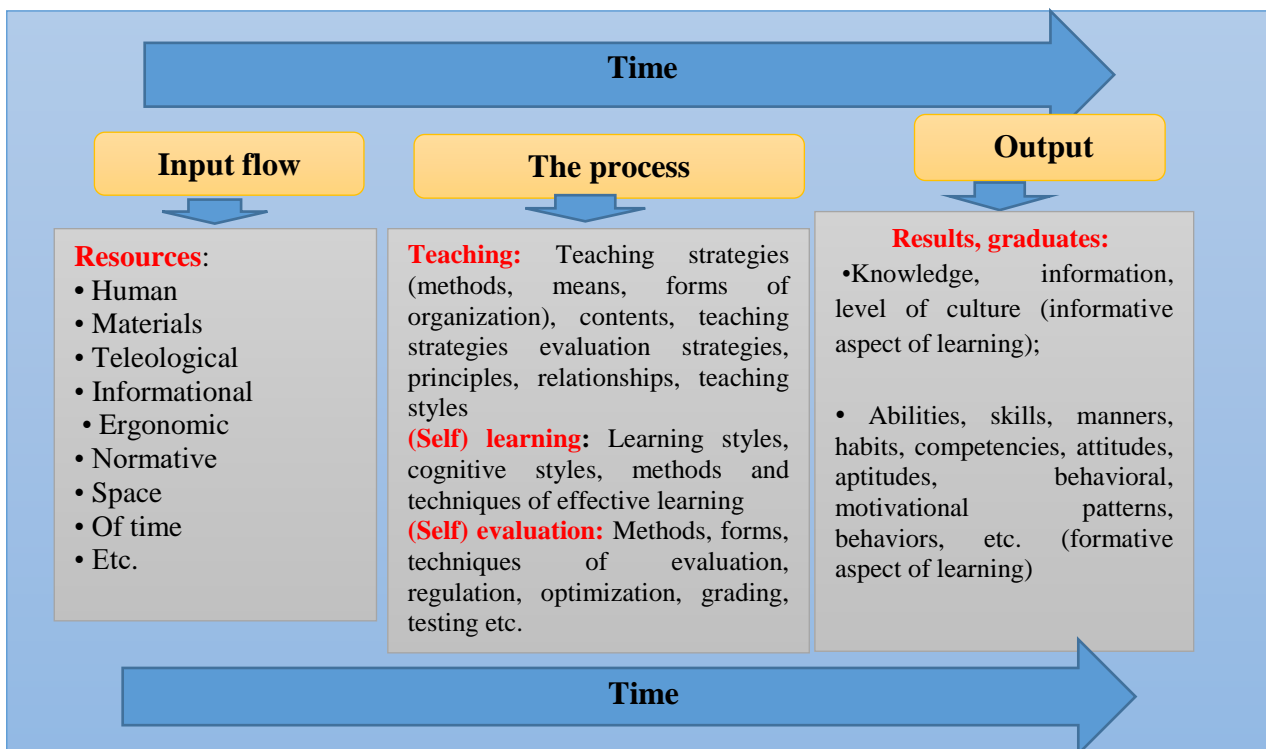 Time
Input flow
The process
Output
Resources:
• Human
• Materials
• Teleological
• Informational
• Ergonomic
• Normative
• Space
• Of time
• Etc.
Teaching: Teaching strategies
(methods, means, forms of
organization), contents, teaching
strategies evaluation strategies,
principles, relationships, teaching
styles
(Self) learning: Learning styles,
cognitive styles, methods and
techniques of effective learning
(Self) evaluation: Methods, forms,
techniques of evaluation,
regulation, optimization, grading,
testing etc.
Results, graduates:
•Knowledge, information,
level of culture (informative
aspect of learning);
• Abilities, skills, manners,
habits, competencies, attitudes,
aptitudes, behavioral,
motivational patterns,
behaviors, etc. (formative
aspect of learning)
Time